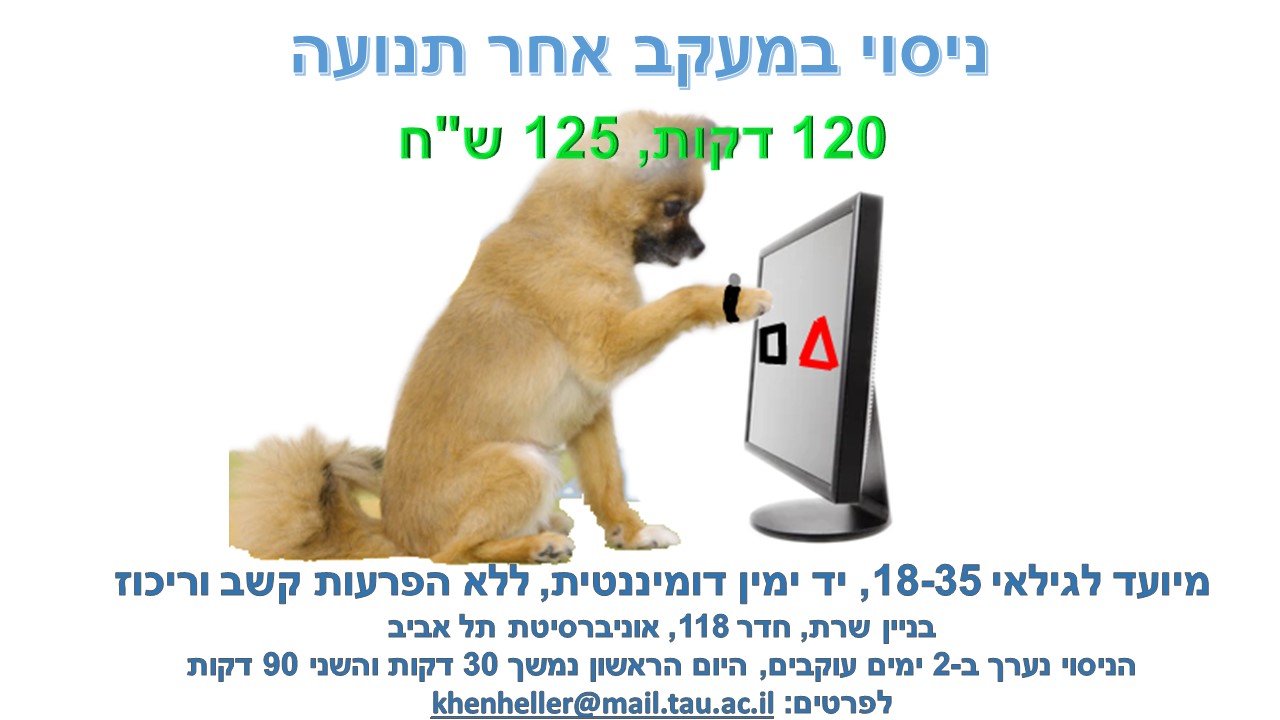 ניסוי במעקב אחר תנועה
120 דקות, 125 ש"ח
מיועד לגילאי 18-35, יד ימין דומיננטית, ללא הפרעות קשב וריכוז
בניין שרת, חדר 118, אוניברסיטת תל אביב
הניסוי נערך ב-2 ימים עוקבים, היום הראשון נמשך 30 דקות והשני 90 דקות
לפרטים: khenheller@mail.tau.ac.il